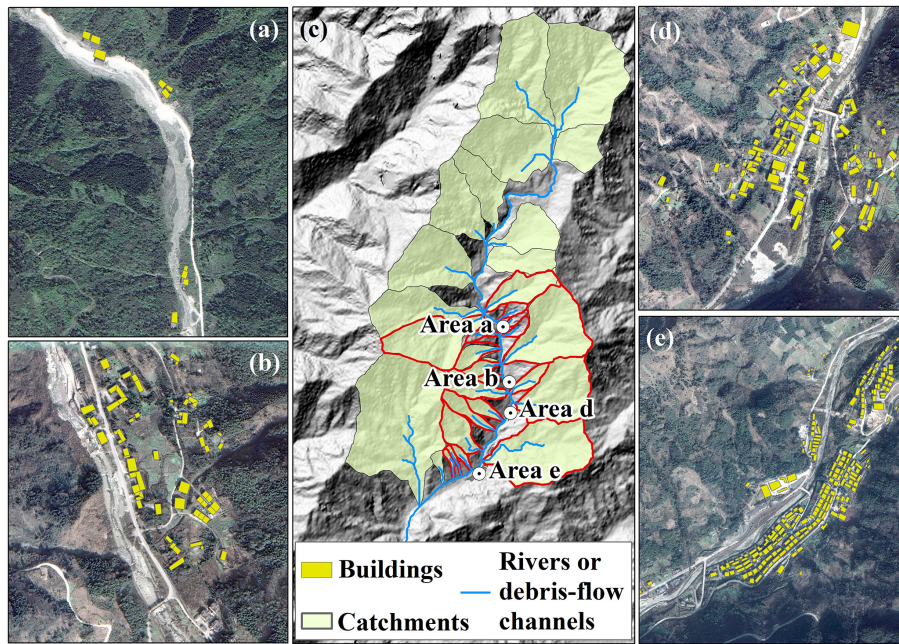 (a)
(c)
(d)
Area a
Area b
Area d
Area e
(b)
(e)
Buildings
Rivers or
debris-flow
channels
Catchments